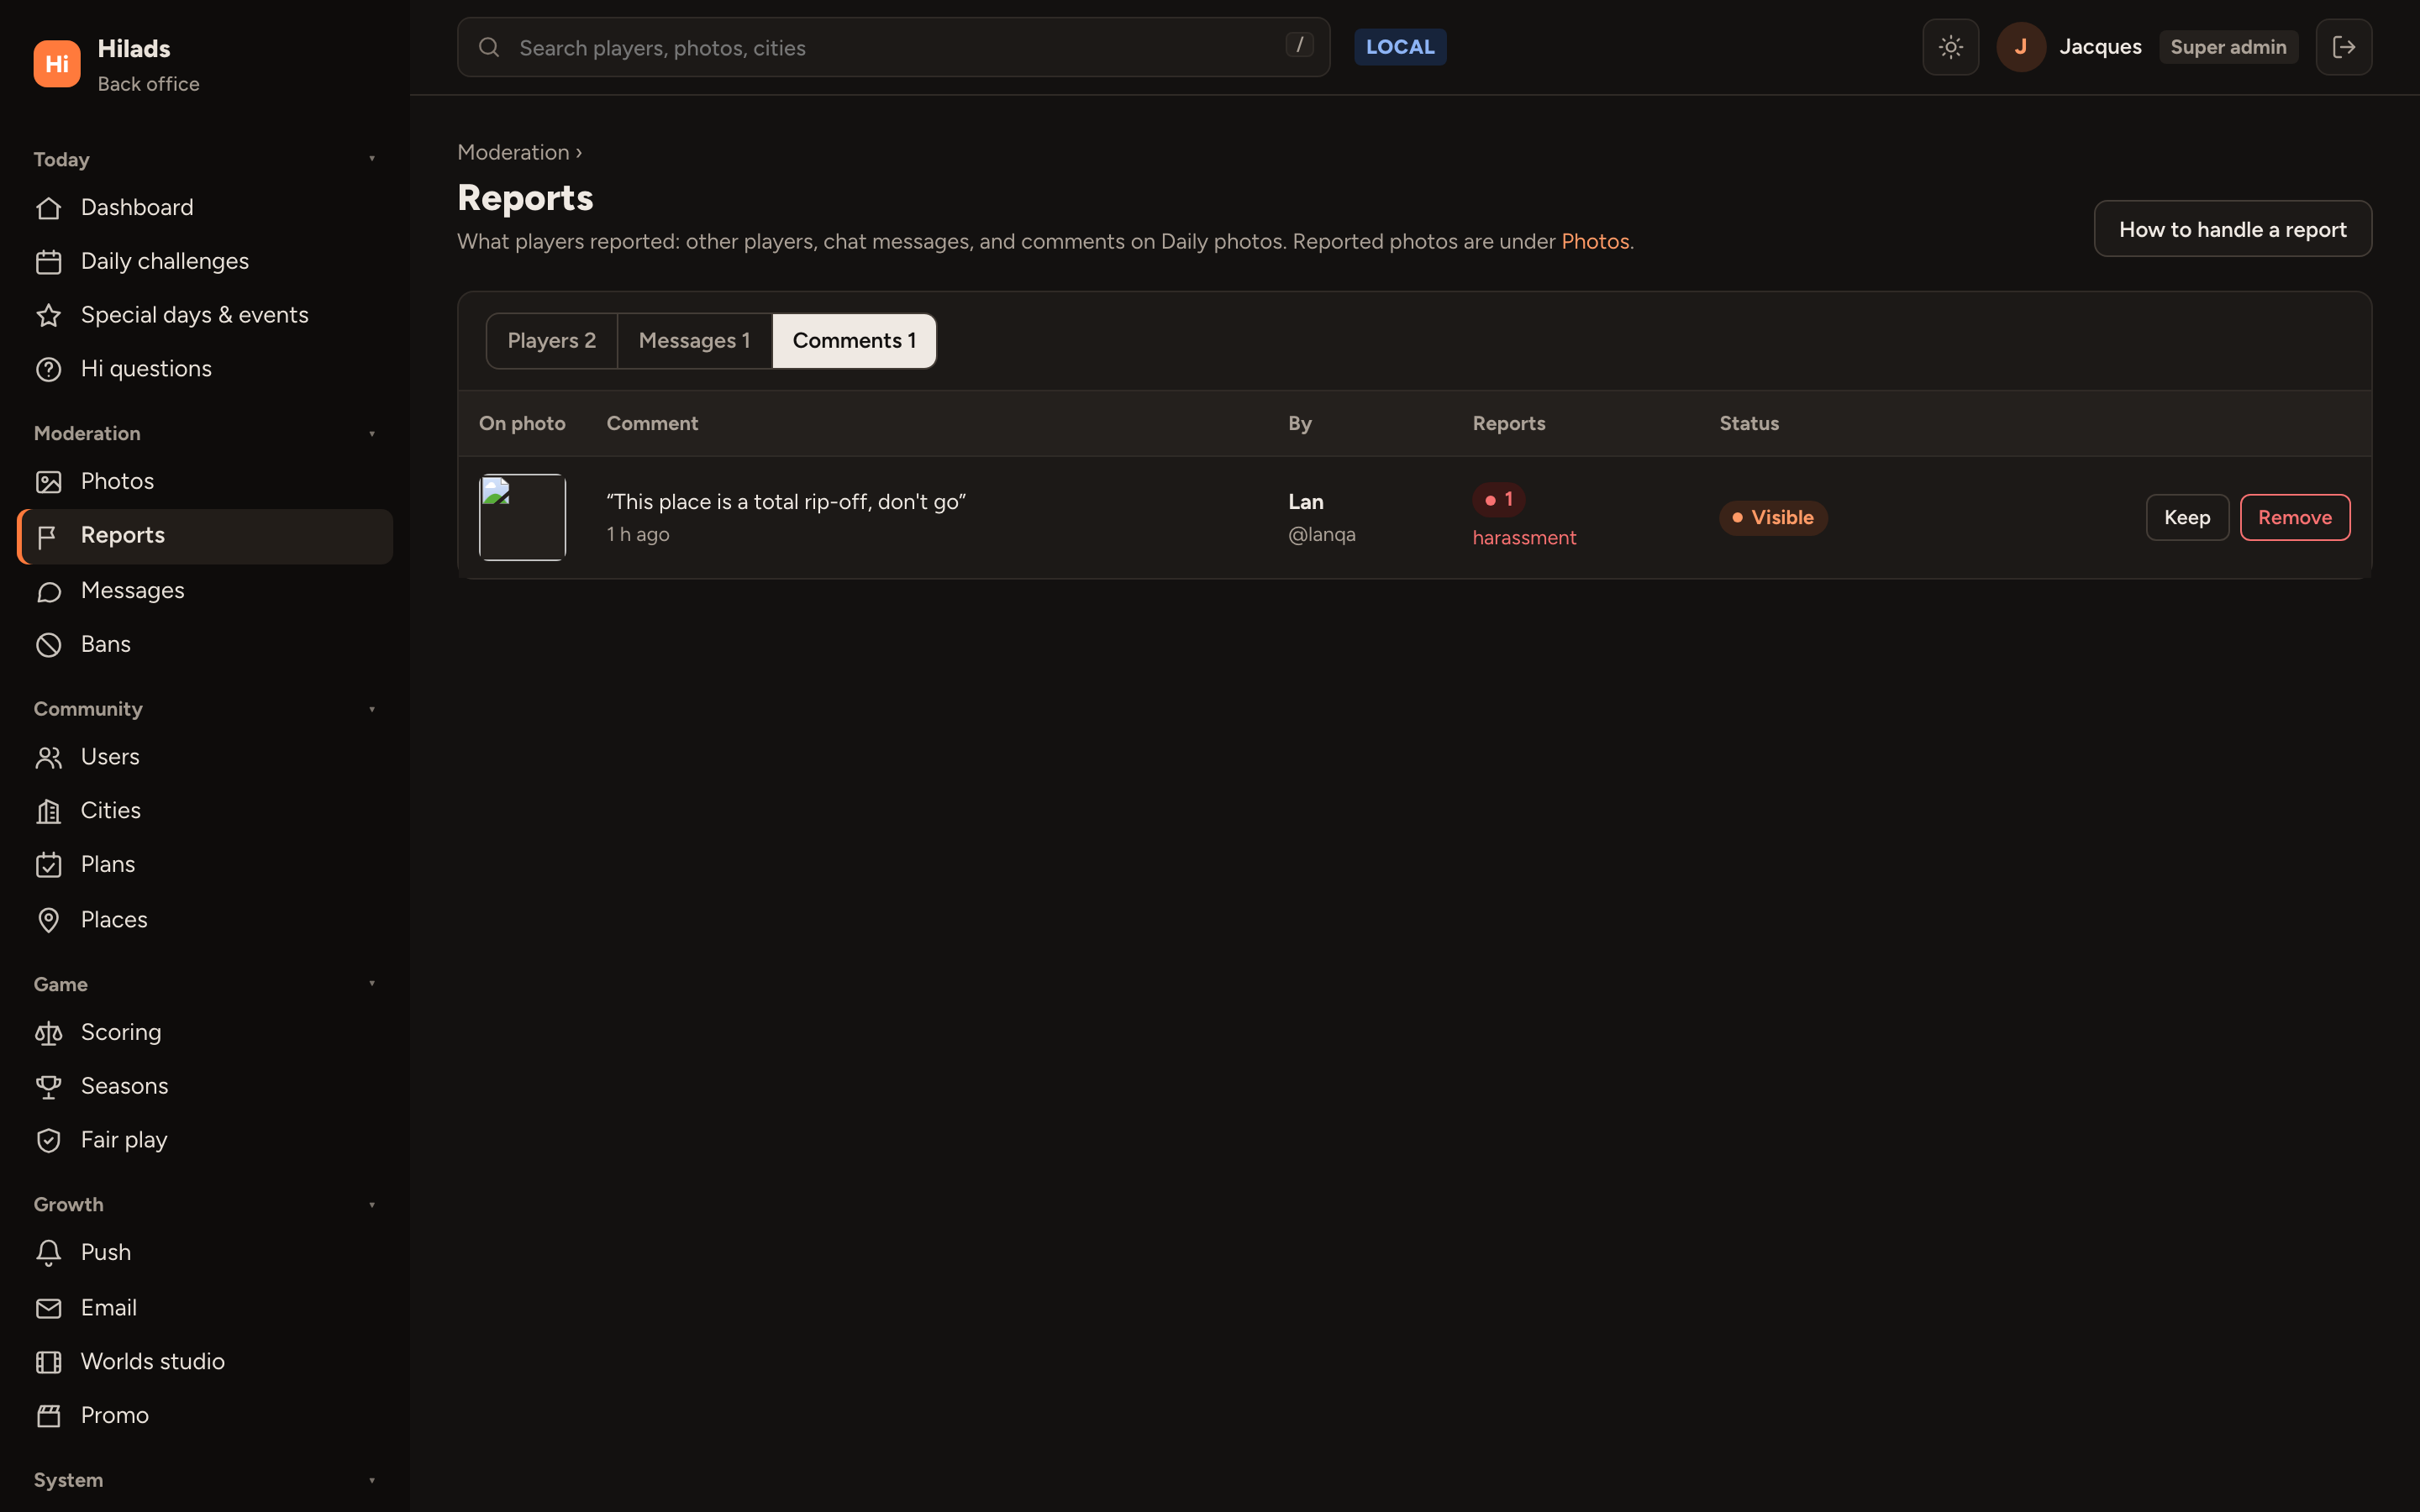 Hi
Hilads
Back office
Search players, photos, cities
/
LOCAL
J
Jacques
Super admin
Today
Dashboard
Daily challenges
Special days & events
Hi questions
Moderation
Photos
Reports
Messages
Bans
Community
Users
Cities
Plans
Places
Game
Scoring
Seasons
Fair play
Growth
Push
Email
Worlds studio
Promo
System
Moderation ›
Reports
What players reported: other players, chat messages, and comments on Daily photos. Reported photos are under Photos.
How to handle a report
Players 2
Messages 1
Comments 1
On photo
Comment
By
Reports
Status
“This place is a total rip-off, don't go”
1 h ago
Lan
@lanqa
1
harassment
Visible
Keep
Remove